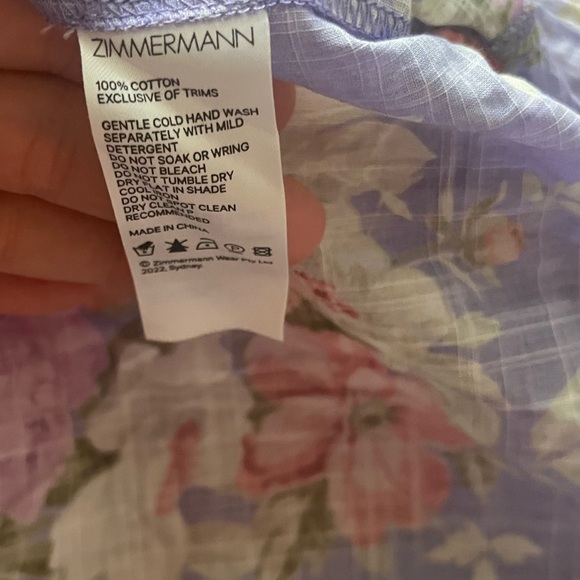 ZIMMERMANN
100% COTTON
EXCLUSIVE OF TRIMS
GENTLE COLD HAND WASH
SEPARATELY WITH MILD
DETERGENT
DO NOT SOAK OR WRING
DO NOT BLEACH
DO NOT TUMBLE DRY
IN SHADE
DO NOT
DRY CLEAN
RECOMMENDED
MADE IN CHINA
© Zimmermann Wear Pty Ltd
2022, Sydney.